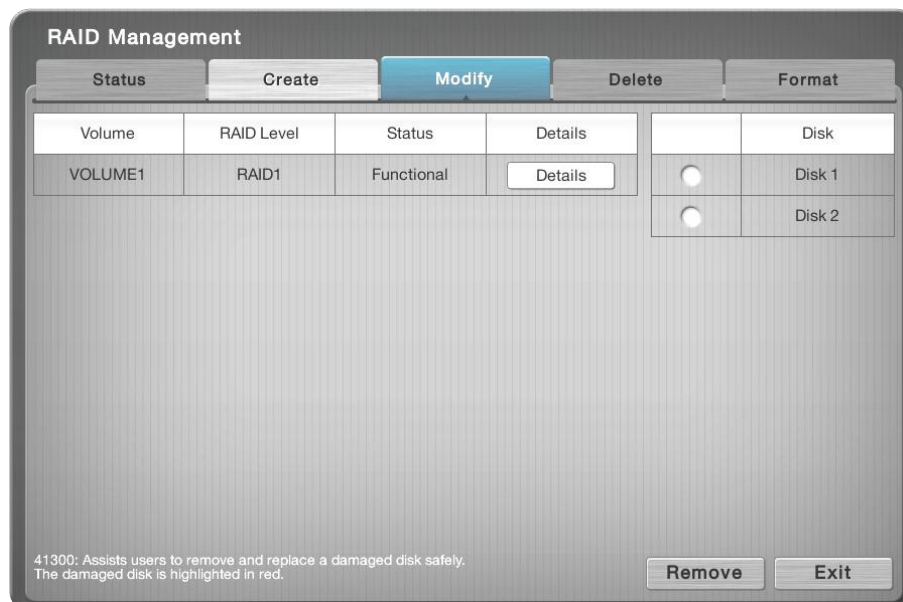 RAID Management
Status Create Modify Delete Format
Volume RAID Level Status Details Disk
VOLUME1 RAID1 Functional Details Disk 1
Disk 2
41300: Assists users to remove and replace a damaged disk safely.
The damaged disk is highlighted in red.
Remove Exit